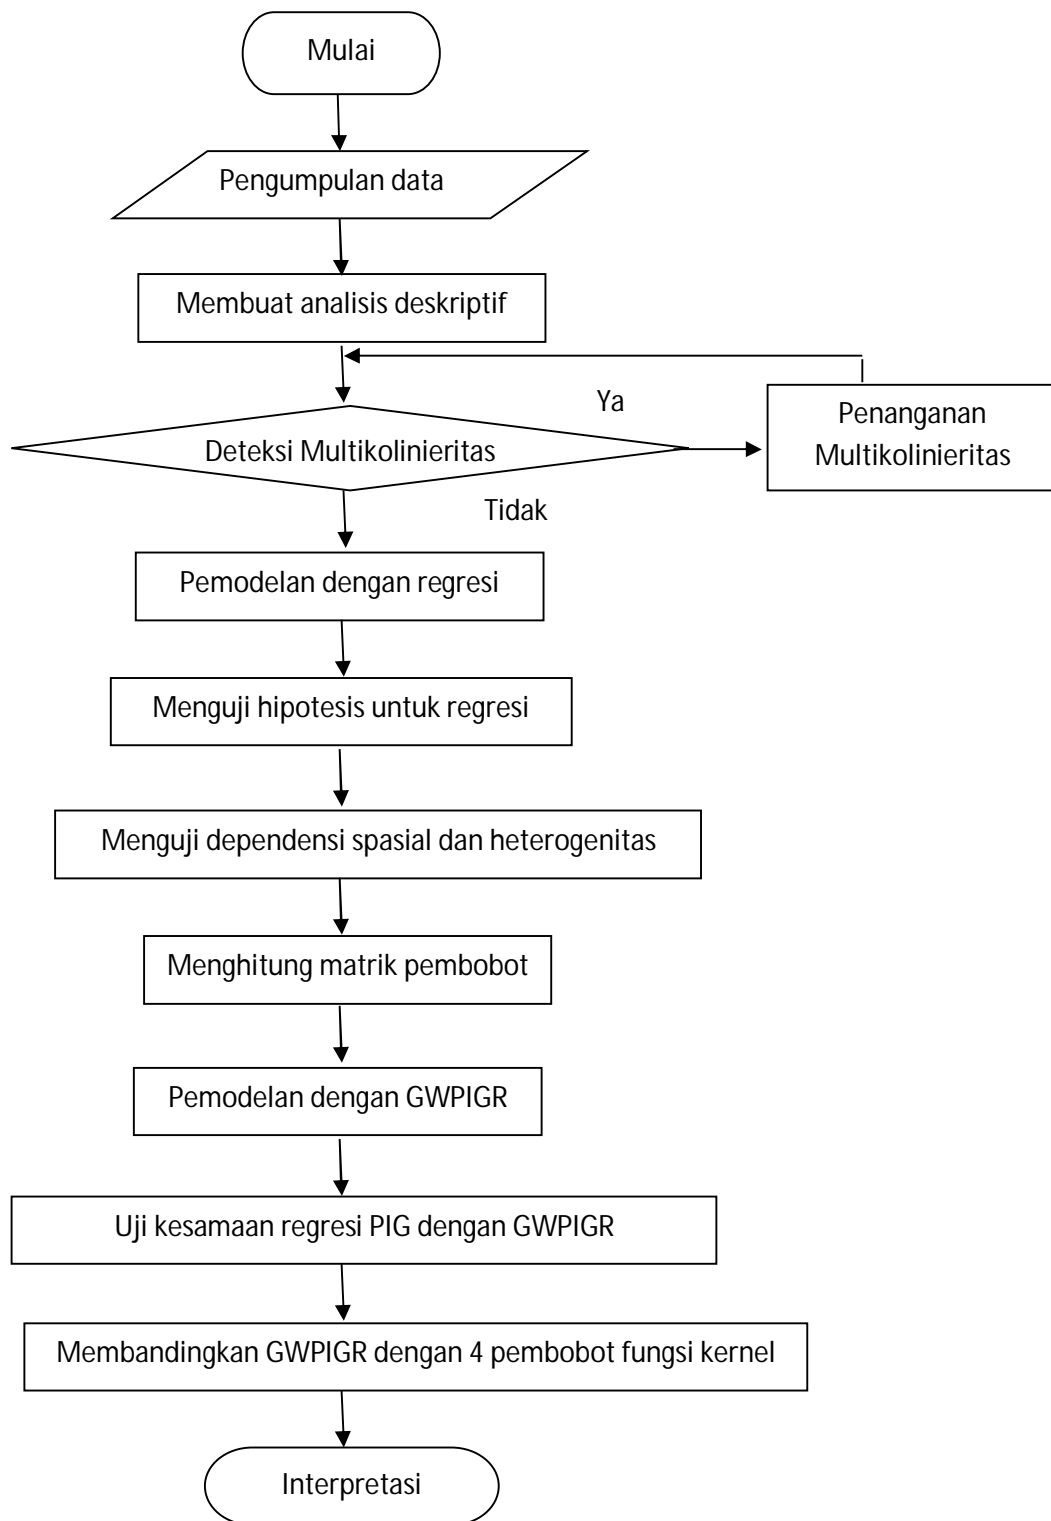 Mulai
Pengumpulan data
Membuat analisis deskriptif
Ya
Penanganan
Multikolinieritas
Deteksi Multikolinieritas
Tidak
Pemodelan dengan regresi
Menguji hipotesis untuk regresi
Menguji dependensi spasial dan heterogenitas
Menghitung matrik pembobot
Pemodelan dengan GWPIGR
Uji kesamaan regresi PIG dengan GWPIGR
Membandingkan GWPIGR dengan 4 pembobot fungsi kernel
Interpretasi